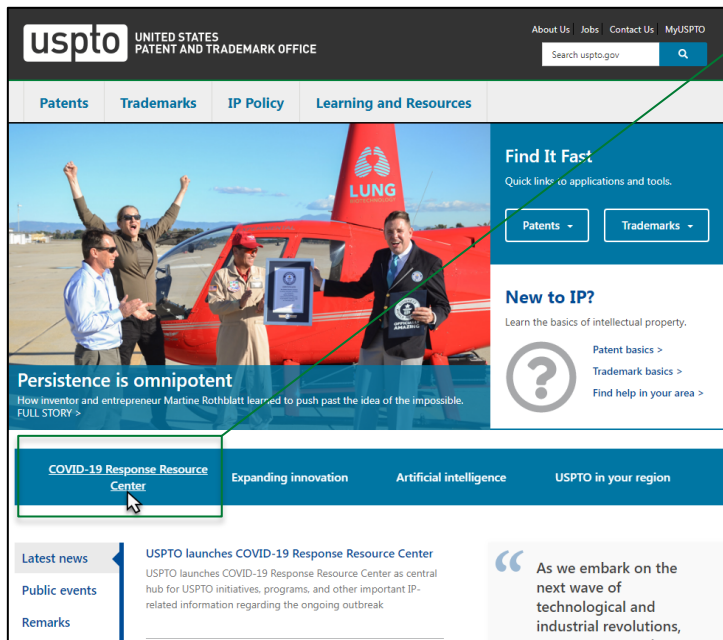 uspto
UNITED STATES
PATENT AND TRADEMARK OFFICE
About Us Jobs Contact Us MyUSPTO
Search uspto.gov
Patents Trademarks IP Policy Learning and Resources
LUNG
BIOTECHNOLOGY
OFFICIALLY
AMAZING
Persistence is omnipotent
How inventor and entrepreneur Martine Rothblatt learned to push past the idea of the impossible.
FULL STORY >
Find It Fast
Quick links to applications and tools.
Patents Trademarks
New to IP?
Learn the basics of intellectual property.
?
Patent basics >
Trademark basics >
Find help in your area >
COVID-19 Response Resource
Center
Expanding innovation
Artificial intelligence
USPTO in your region
Latest news
Public events
Remarks
USPTO launches COVID-19 Response Resource Center
USPTO launches COVID-19 Response Resource Center as central
hub for USPTO initiatives, programs, and other important IP-
related information regarding the ongoing outbreak
“ As we embark on the
next wave of
technological and
industrial revolutions,